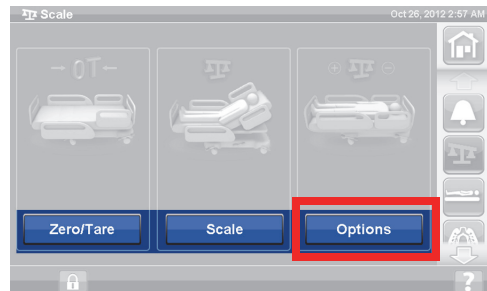 Scale Oct 26, 2012 2:57 AM
→0T←
Zero/Tare Scale Options
?